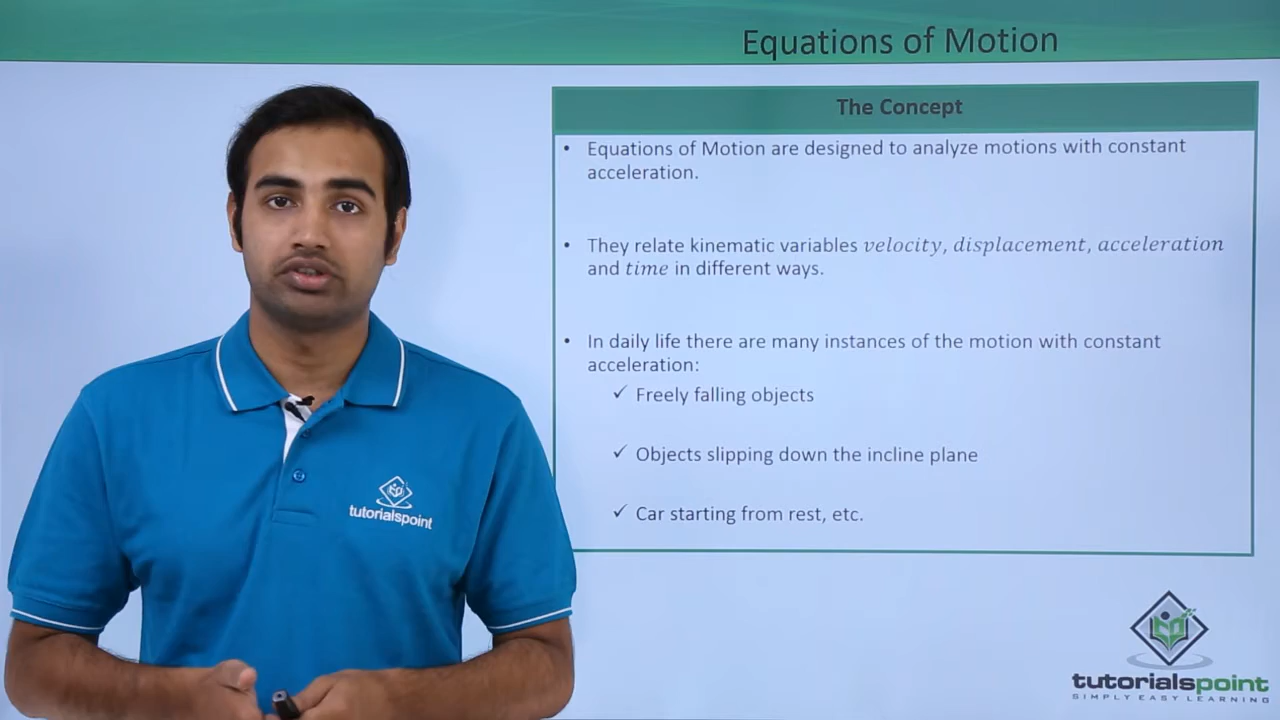 Equations of Motion
The Concept
• Equations of Motion are designed to analyze motions with constant
acceleration.
• They relate kinematic variables velocity, displacement, acceleration
and time in different ways.
• In daily life there are many instances of the motion with constant
acceleration:
✓ Freely falling objects
✓ Objects slipping down the incline plane
✓ Car starting from rest, etc.
tutorialspoint
tutorialspoint
SIMPLY EASY LEARNING